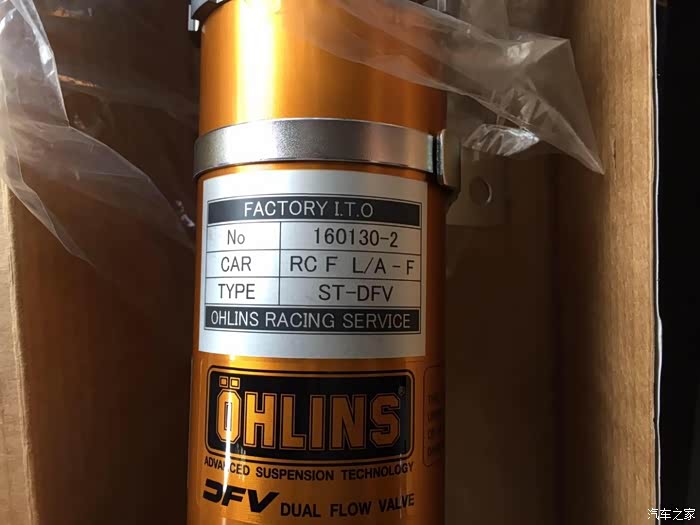 FACTORY I.T.O
No 160130-2
CAR RC F L/A-F
TYPE ST-DFV
OHLINS RACING SERVICE
ÖHLINS®
ADVANCED SUSPENSION TECHNOLOGY
DFV DUAL FLOW VALVE
汽车之家